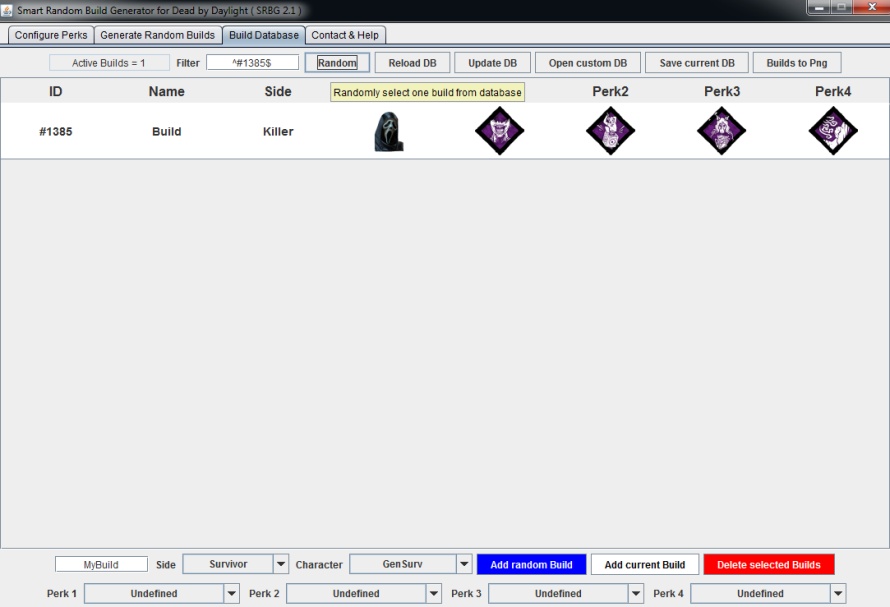 Smart Random Build Generator for Dead by Daylight ( SRBG 2.1 )
Configure Perks Generate Random Builds Build Database Contact & Help
Active Builds = 1 Filter ^#1385$ Random Reload DB Update DB Open custom DB Save current DB Builds to Png
ID Name Side Randomly select one build from database Perk2 Perk3 Perk4
#1385 Build Killer
MyBuild Side Survivor Character GenSurv Add random Build Add current Build Delete selected Builds
Perk 1 Undefined Perk 2 Undefined Perk 3 Undefined Perk 4 Undefined